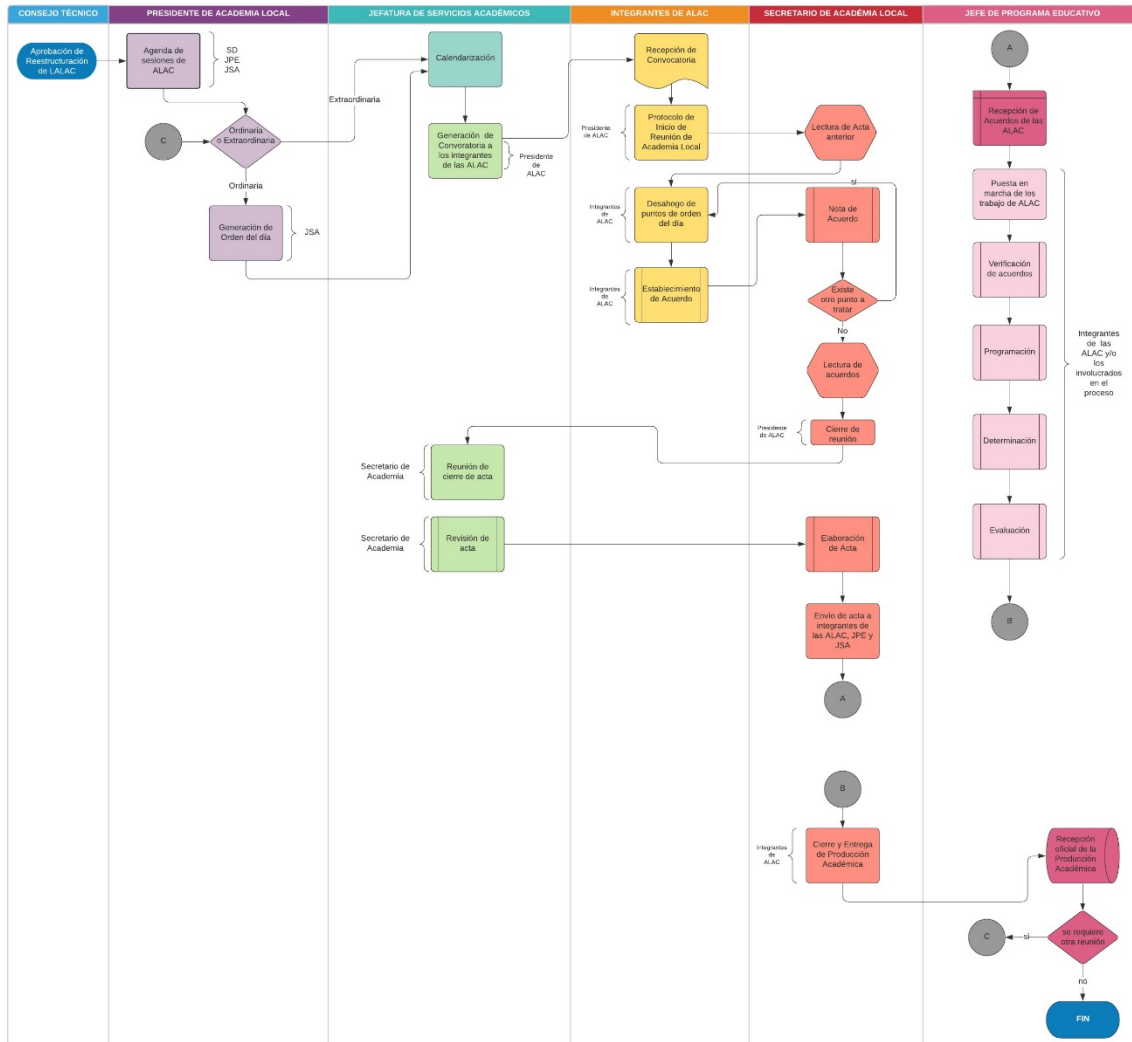 CONSEJO TÉCNICO
PRESIDENTE DE ACADEMIA LOCAL
JEFATURA DE SERVICIOS ACADÉMICOS
INTEGRANTES DE ALAC
SECRETARIO DE ACADÉMIA LOCAL
JEFE DE PROGRAMA EDUCATIVO
Aprobación de
Reestructuración
de LALAC
Agenda de
sesiones de
ALAC
SD
JPE
JSA
C
Ordinaria
o Extraordinaria
Extraordinaria
Ordinaria
Generación de
Orden del día
JSA
Calendarización
Generación de
Convocatoria a
los integrantes
de las ALAC
Presidente
de
ALAC
Reunión de
cierre de acta
Secretario de
Academia
Revisión de
acta
Secretario de
Academia
Recepción de
Convocatoria
Presidente
de ALAC
Protocolo de
Inicio de
Reunión de
Academia Local
Integrantes
de
ALAC
Desahogo de
puntos de orden
del día
Integrantes
de
ALAC
Establecimiento
de Acuerdo
Lectura de Acta
anterior
si
Nota de
Acuerdo
Existe
otro punto a
tratar
No
Lectura de
acuerdos
Presidente
de ALAC
Cierre de
reunión
Elaboración
de Acta
Envío de acta a
integrantes de
las ALAC, JPE y
JSA
A
B
Integrantes
de
ALAC
Cierre y Entrega
de Producción
Académica
A
Recepción de
Acuerdos de las
ALAC
Puesta en
marcha de los
trabajo de ALAC
Verificación
de acuerdos
Programación
Determinación
Evaluación
Integrantes
de las
ALAC y/o
los
involucrados
en el
proceso
B
Recepción
oficial de la
Producción
Académica
se requiere
otra reunión
si
C
no
FIN